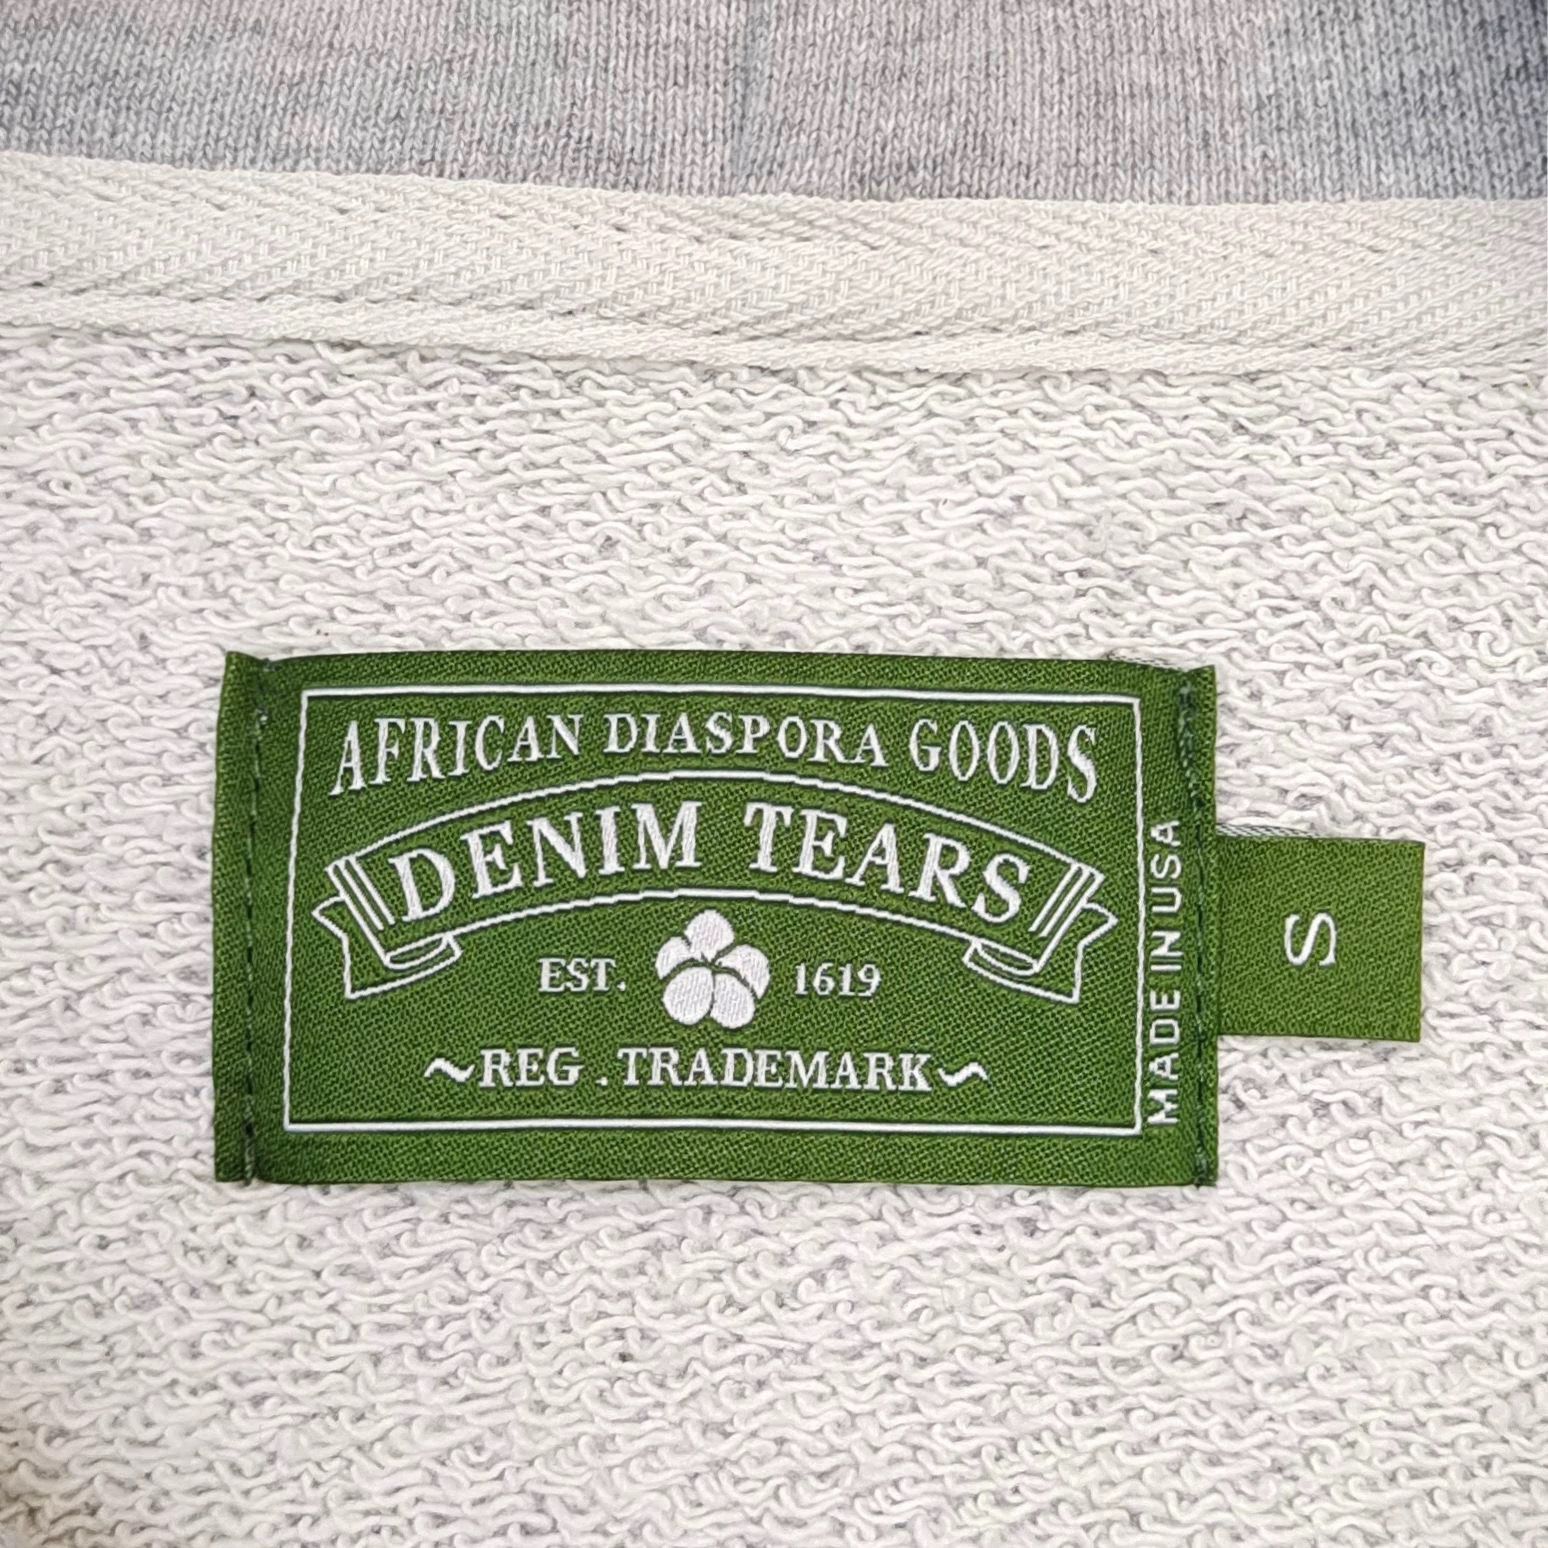 AFRICAN DIASPORA GOODS
DENIM TEARS
EST. 1619
~REG . TRADEMARK~
MADE IN USA
S